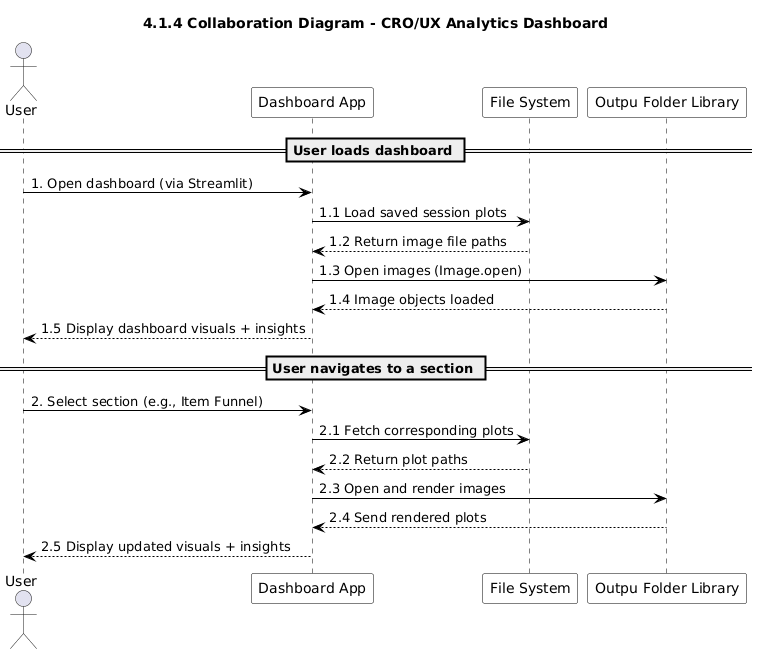 4.1.4 Collaboration Diagram - CRO/UX Analytics Dashboard
User
Dashboard App
File System
Outpu Folder Library
User loads dashboard
1. Open dashboard (via Streamlit)
1.1 Load saved session plots
1.2 Return image file paths
1.3 Open images (Image.open)
1.4 Image objects loaded
1.5 Display dashboard visuals + insights
User navigates to a section
2. Select section (e.g., Item Funnel)
2.1 Fetch corresponding plots
2.2 Return plot paths
2.3 Open and render images
2.4 Send rendered plots
2.5 Display updated visuals + insights
User
Dashboard App
File System
Outpu Folder Library